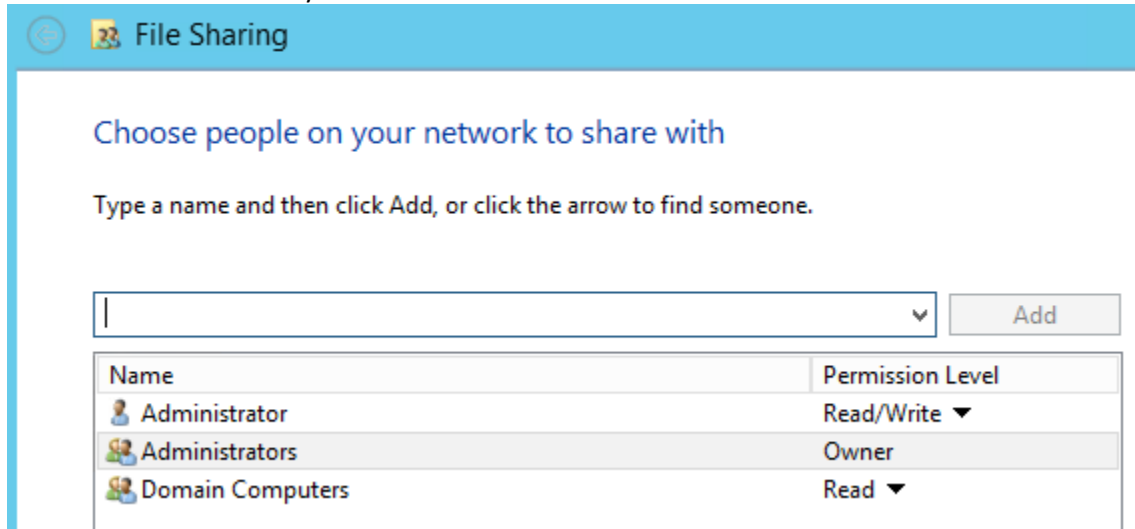 File Sharing
Choose people on your network to share with
Type a name and then click Add, or click the arrow to find someone.
Add
Name Permission Level
Administrator Read/Write
Administrators Owner
Domain Computers Read